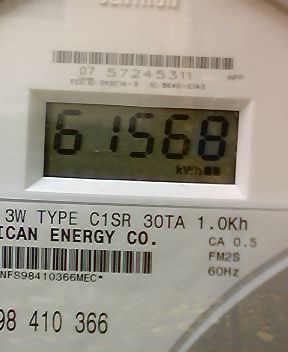 07 57245311 HPP
61568
kWh
3W TYPE C1SR 30TA 1.0Kh
ICAN ENERGY CO.
CA 0.5
FM2S
60Hz
NFS98410366MEC*
98 410 366